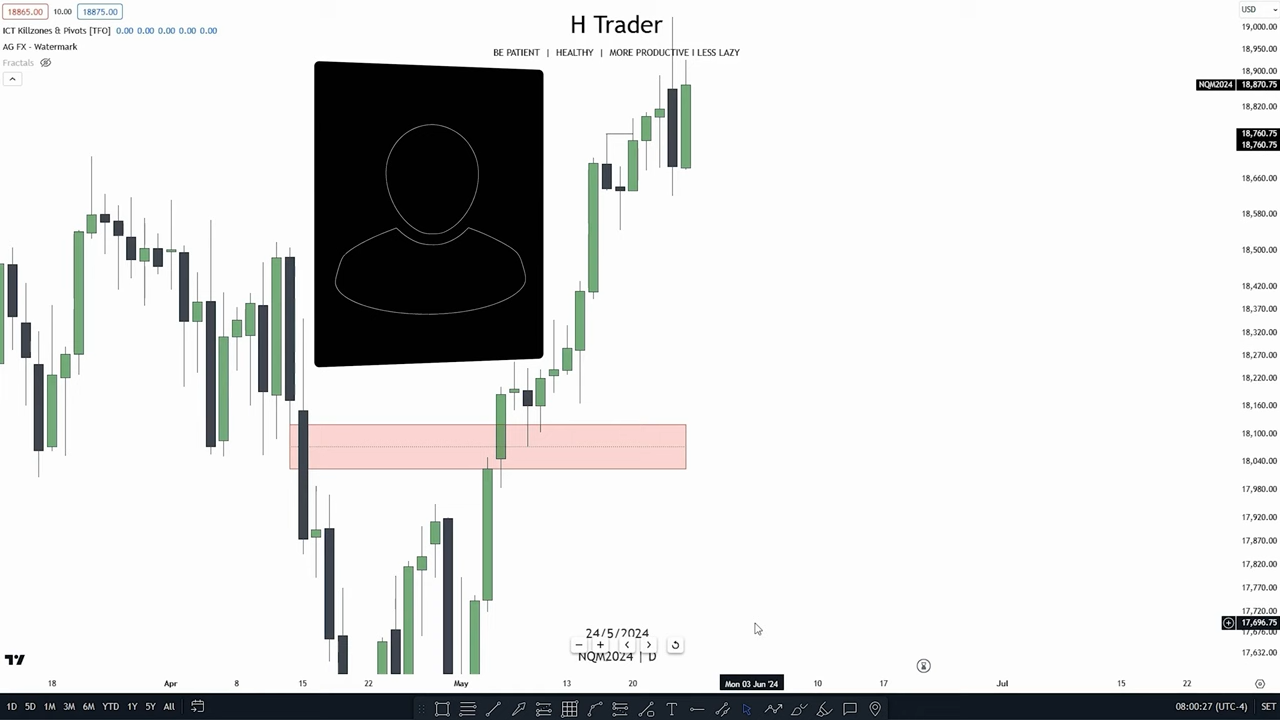 18865.00 10.00 18875.00
H Trader
USD
ICT Killzones & Pivots [TFO] 0.00 0.00 0.00 0.00 0.00
AG FX - Watermark
Fractals
BE PATIENT | HEALTHY | MORE PRODUCTIVE I LESS LAZY
19,000.00
18,950.00
18,900.00
NQM2024 18,870.75
18,820.00
18,760.75
18,760.75
18,660.00
18,580.00
18,500.00
18,420.00
18,370.00
18,320.00
18,270.00
18,220.00
18,160.00
18,100.00
18,040.00
17,980.00
17,920.00
17,870.00
17,820.00
17,770.00
17,720.00
17,696.75
17,676.00
17,632.00
24/5/2024
NQM2024 | D
18 Apr 8 15 22 May 13 20 Mon 03 Jun '24 10 17 Jul 15 22
1D 5D 1M 3M 6M YTD 1Y 5Y All
08:00:27 (UTC-4) SET